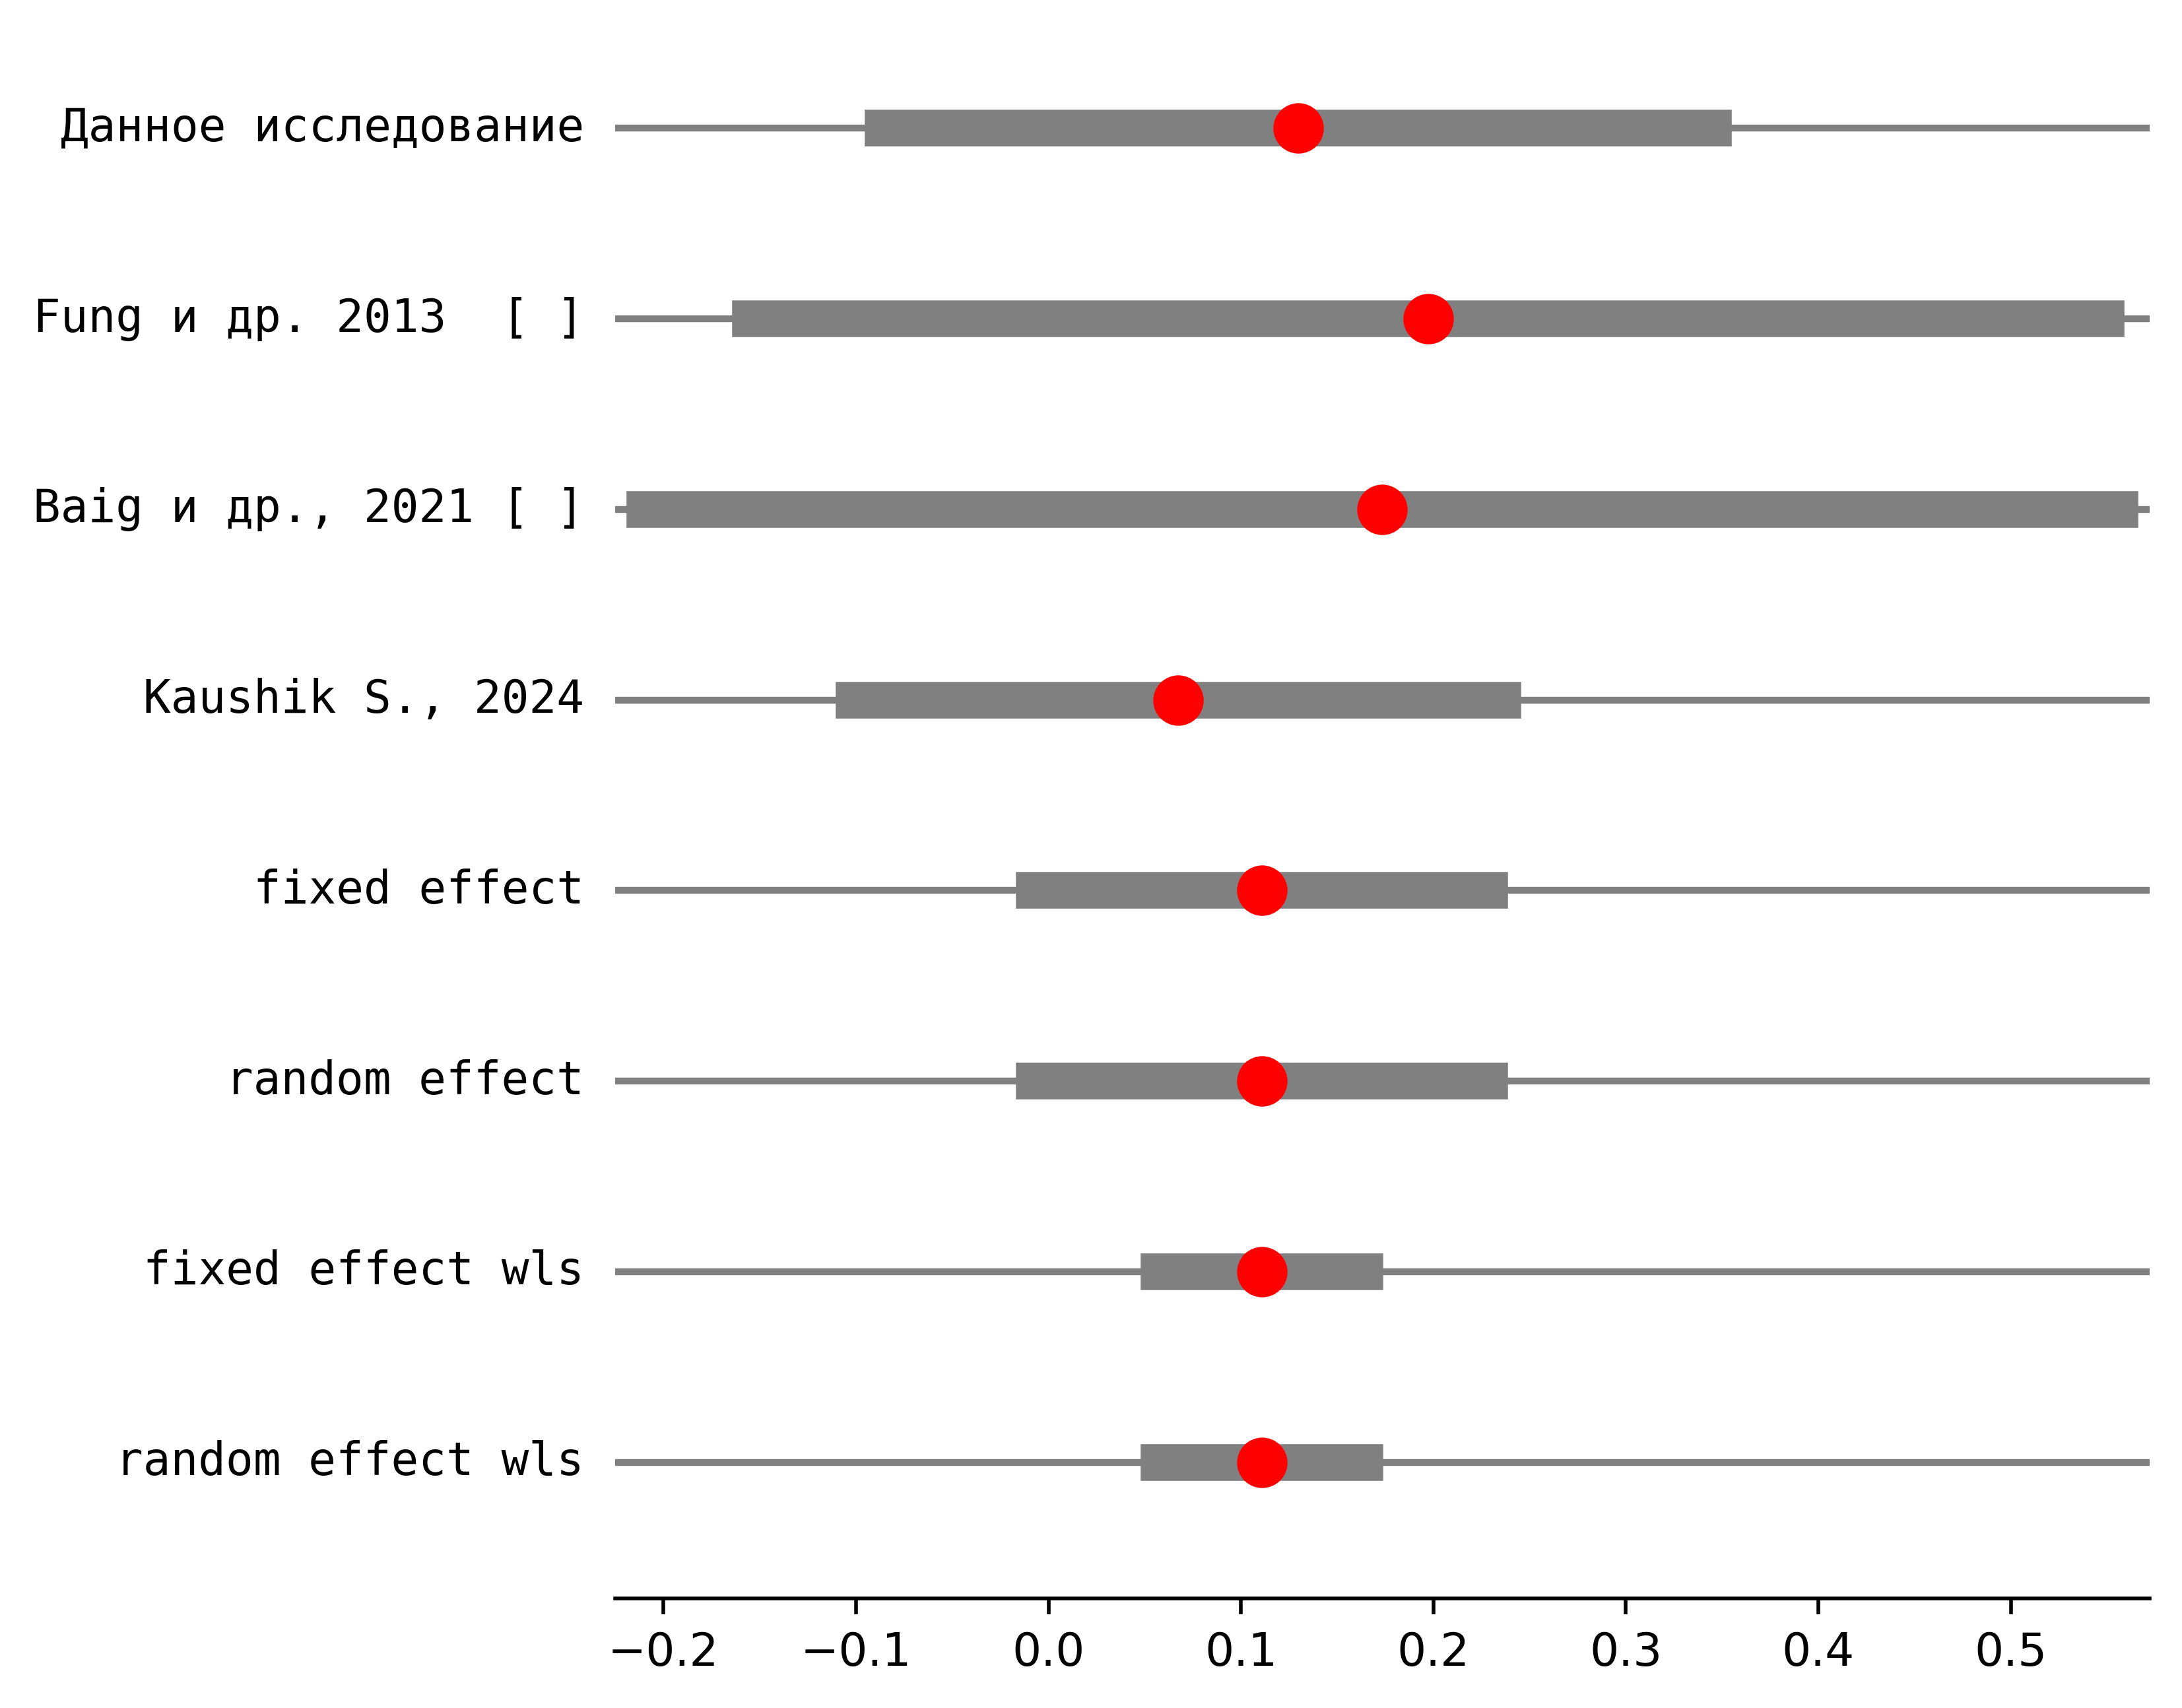 Данное исследование
Fung и др. 2013  [ ]
Baig и др., 2021 [ ]
Kaushik S., 2024
fixed effect
random effect
fixed effect wls
random effect wls
−0.2 −0.1 0.0 0.1 0.2 0.3 0.4 0.5